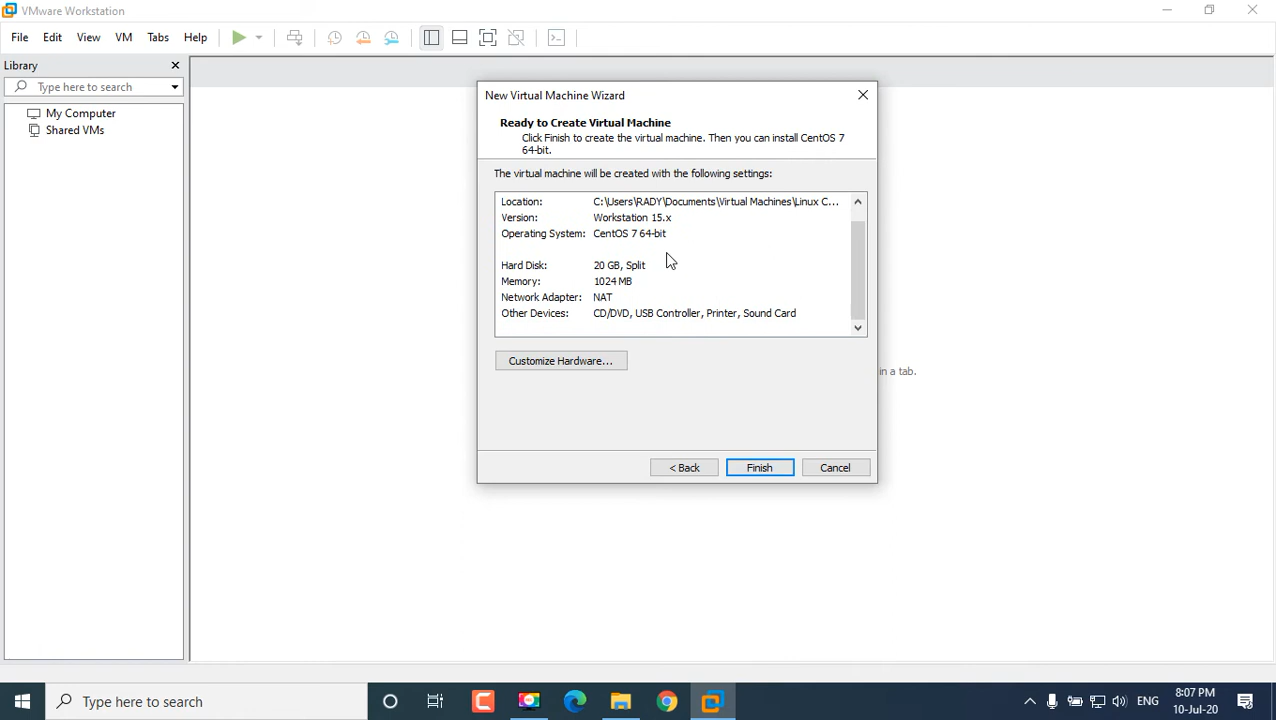 VMware Workstation
File Edit View VM Tabs Help
Library
Type here to search
My Computer
Shared VMs
New Virtual Machine Wizard
Ready to Create Virtual Machine
Click Finish to create the virtual machine. Then you can install CentOS 7
64-bit.
The virtual machine will be created with the following settings:
Location: C:\Users\RADY\Documents\Virtual Machines\Linux C...
Version: Workstation 15.x
Operating System: CentOS 7 64-bit
Hard Disk: 20 GB, Split
Memory: 1024 MB
Network Adapter: NAT
Other Devices: CD/DVD, USB Controller, Printer, Sound Card
Customize Hardware...
in a tab.
< Back Finish Cancel
Type here to search
ENG
8:07 PM
10-Jul-20